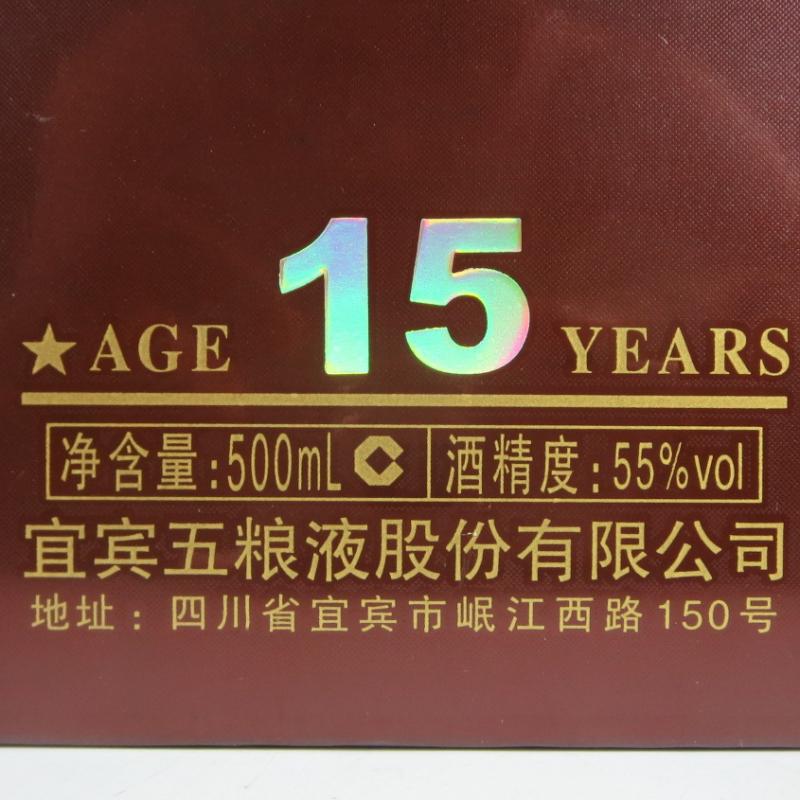 ★AGE 15 YEARS
净含量:500mL 酒精度:55%vol
宜宾五粮液股份有限公司
地址:四川省宜宾市岷江西路150号